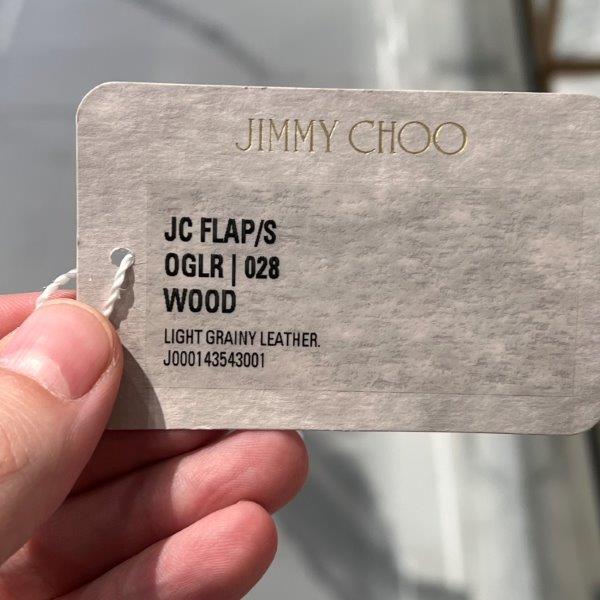 JIMMY CHOO
JC FLAP/S
OGLR | 028
WOOD
LIGHT GRAINY LEATHER.
J000143543001